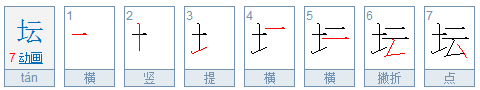 坛 1 2 3 4 5 6 7
7 动画
tán 横 竖 提 横 横 撇折 点